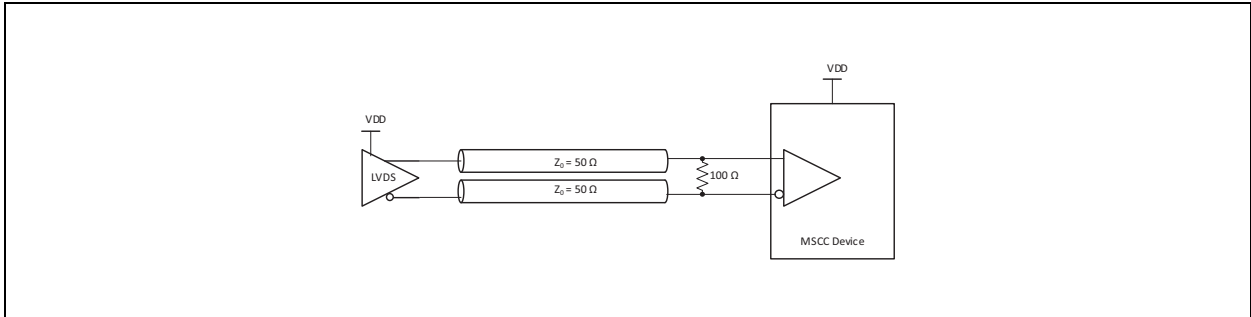 VDD
VDD
Z₀ = 50 Ω
LVDS
100 Ω
Z₀ = 50 Ω
MSCC Device